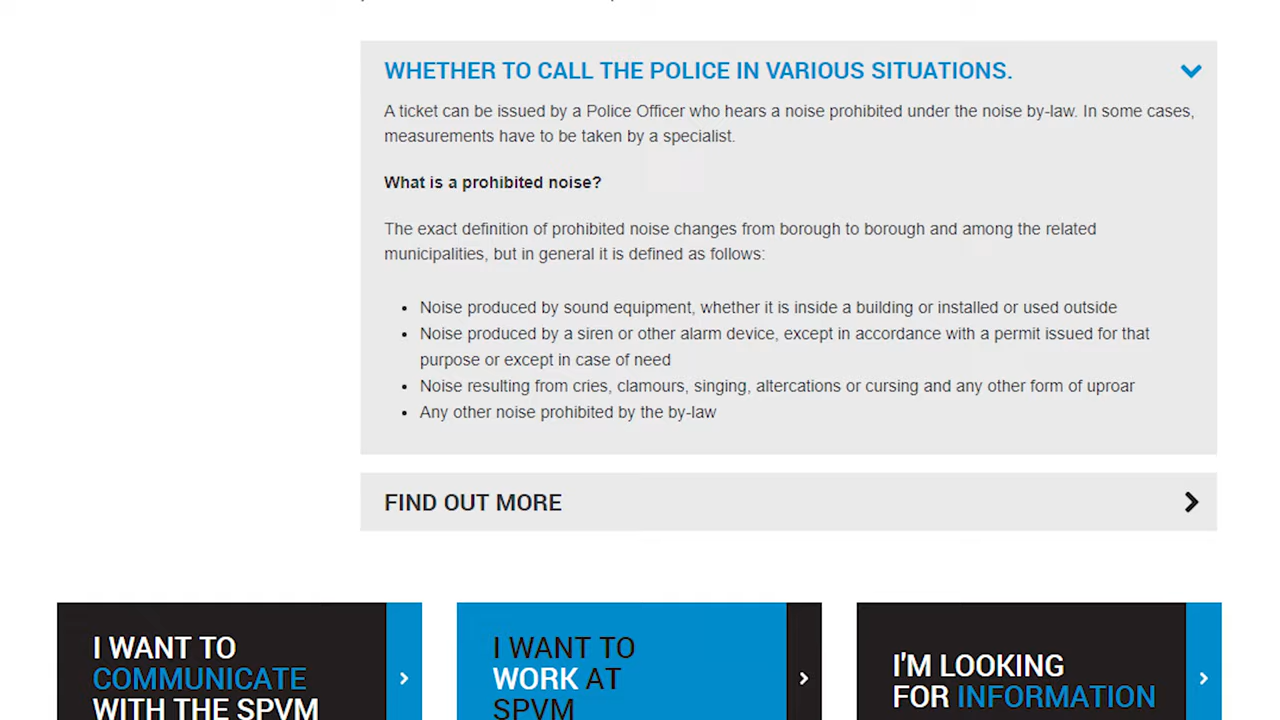 WHETHER TO CALL THE POLICE IN VARIOUS SITUATIONS.
A ticket can be issued by a Police Officer who hears a noise prohibited under the noise by-law. In some cases,
measurements have to be taken by a specialist.
What is a prohibited noise?
The exact definition of prohibited noise changes from borough to borough and among the related
municipalities, but in general it is defined as follows:
• Noise produced by sound equipment, whether it is inside a building or installed or used outside
• Noise produced by a siren or other alarm device, except in accordance with a permit issued for that
purpose or except in case of need
• Noise resulting from cries, clamours, singing, altercations or cursing and any other form of uproar
• Any other noise prohibited by the by-law
FIND OUT MORE
I WANT TO
COMMUNICATE
WITH THE SPVM
I WANT TO
WORK AT
SPVM
I'M LOOKING
FOR INFORMATION